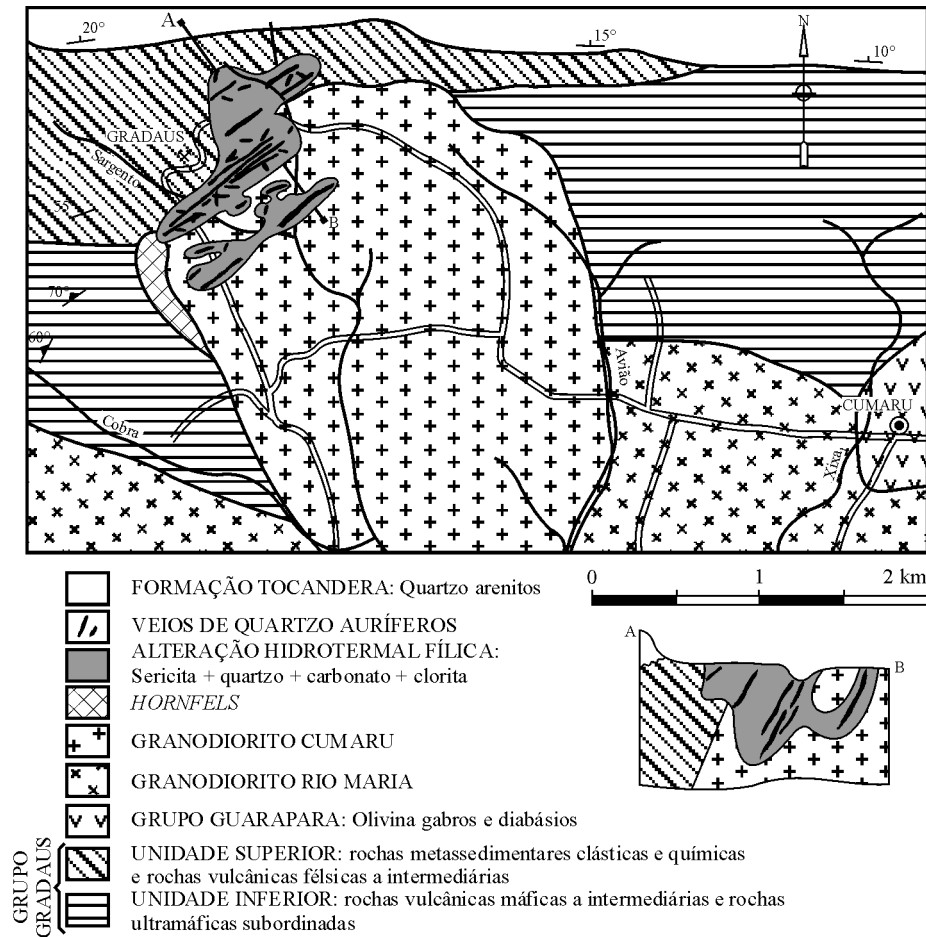 20°
A
15°
N
10°
GRADAUS
Sargento
55°
B
70°
60°
Avião
CUMARU
Cobra
Xixa
FORMAÇÃO TOCANDERA: Quartzo arenitos
VEIOS DE QUARTZO AURÍFEROS
ALTERAÇÃO HIDROTERMAL FÍLICA:
Sericita + quartzo + carbonato + clorita
HORNFELS
GRANODIORITO CUMARU
GRANODIORITO RIO MARIA
GRUPO GUARAPARA: Olivina gabros e diabásios
GRUPO
GRADAUS
UNIDADE SUPERIOR: rochas metassedimentares clásticas e químicas
e rochas vulcânicas félsicas a intermediárias
UNIDADE INFERIOR: rochas vulcânicas máficas a intermediárias e rochas
ultramáficas subordinadas
0 1 2 km
A
B